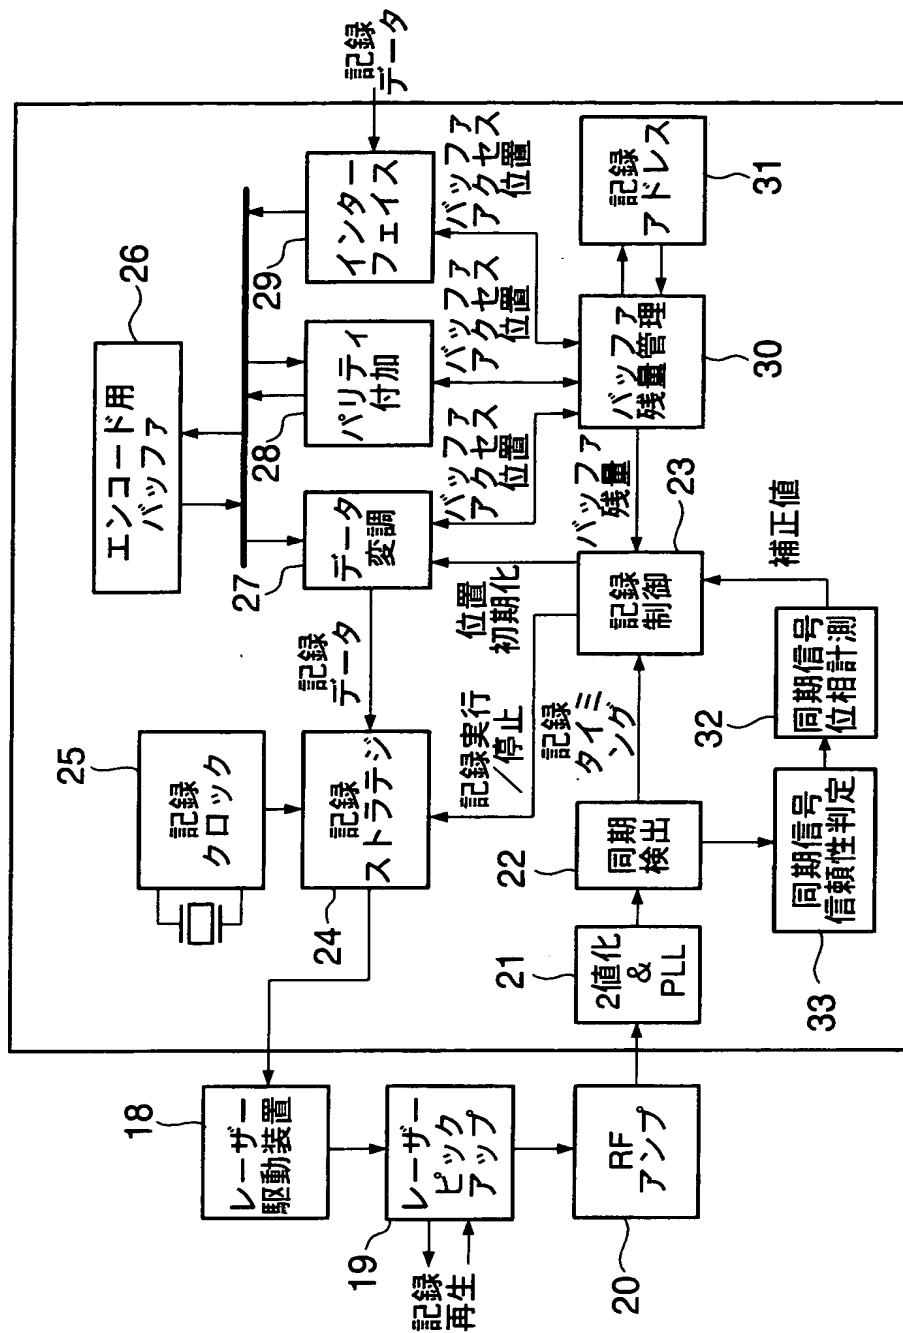 18
レーザー
駆動装置
19
レーザー
ピック
アップ
記録
再生
20
RF
アンプ
25
記録
クロック
24
記録
ストラテジ
21
2値化
&
PLL
22
同期
検出
33
同期信号
信頼性判定
32
同期信号
位相計測
補正値
記録
タイミ
ング
記録実行
/停止
位置
初期化
記録
制御
23
記録
データ
26
エンコード用
バッファ
27
データ
変調
28
パリティ
付加
29
インター
フェイス
記録
データ
バッファ
アクセス
位置
バッファ
アクセス
位置
バッファ
アクセス
位置
バッファ
残量
バッファ
残量管理
30
記録
アドレス
31